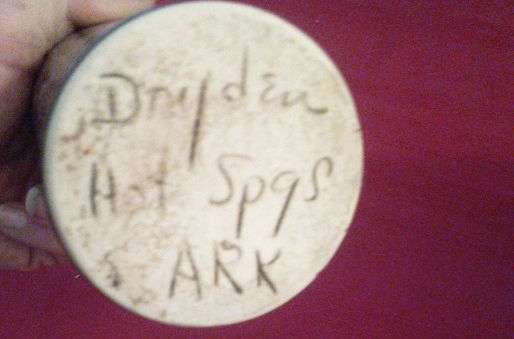 Dryden
Hot Spgs
ARK